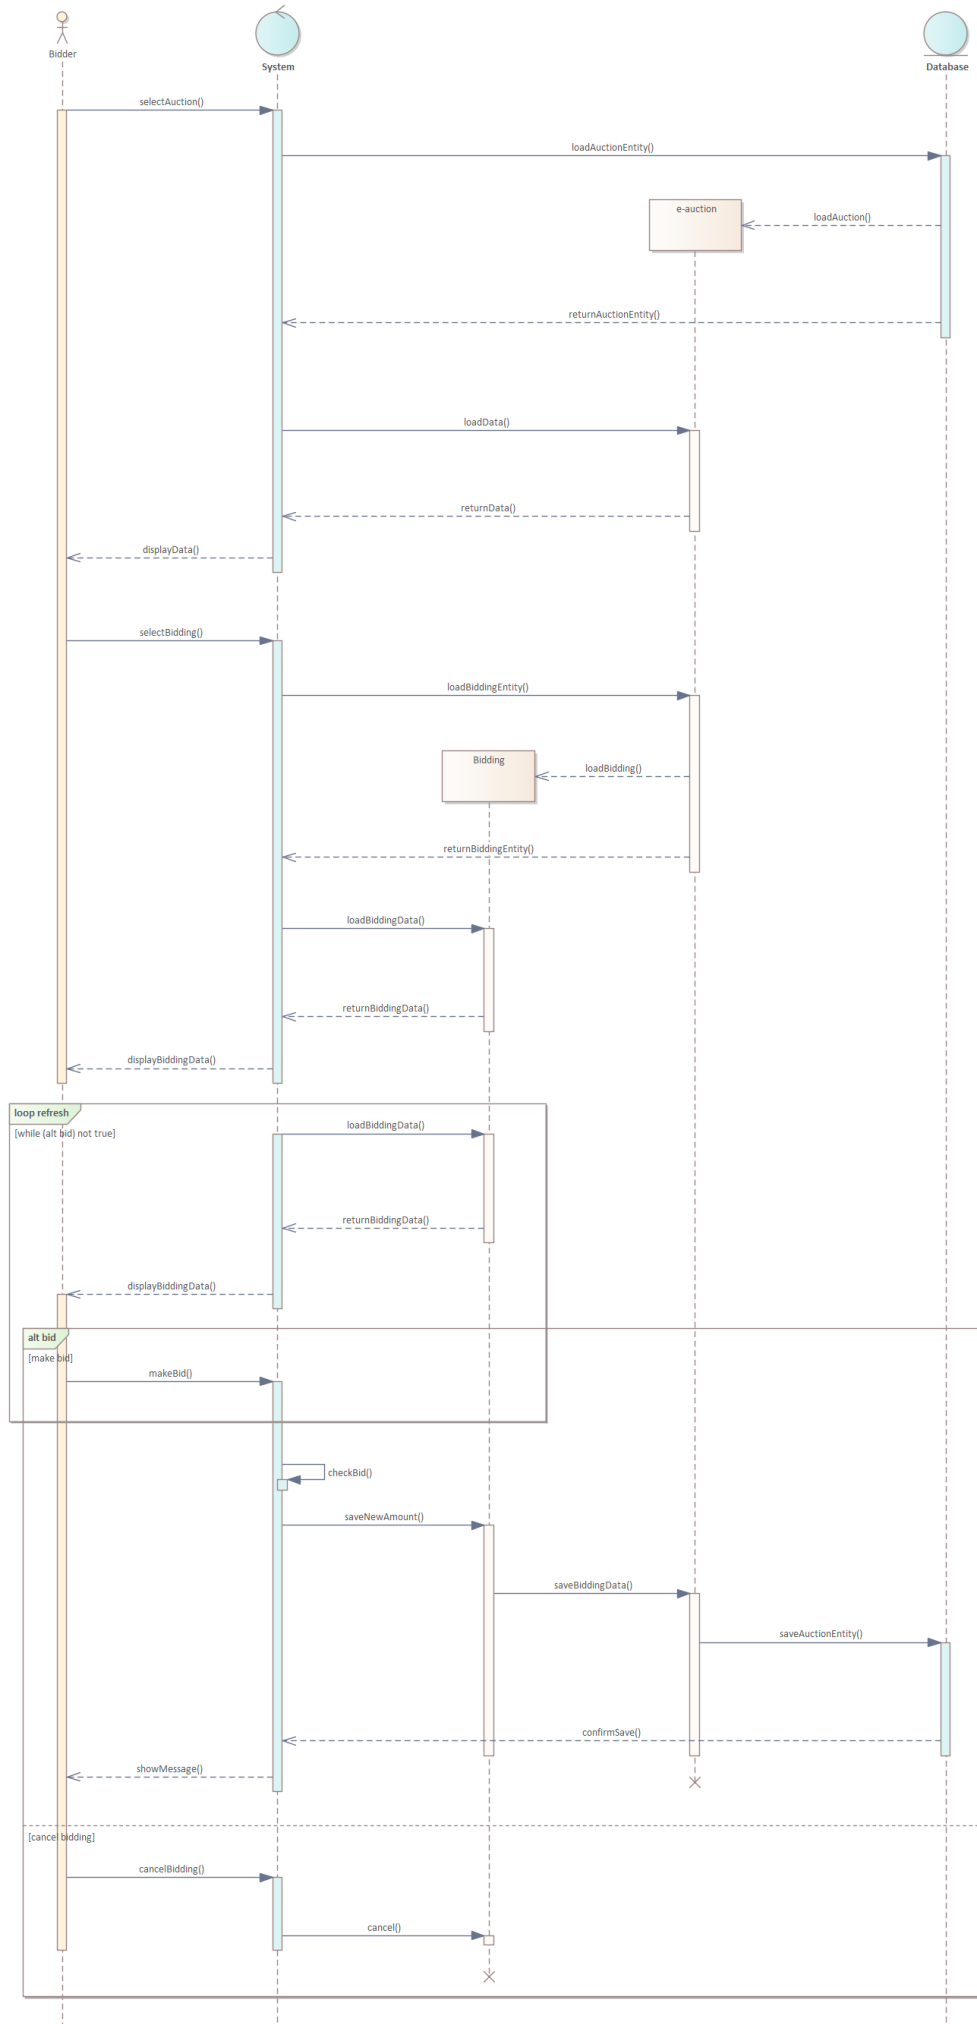 Bidder
System
Database
selectAuction()
loadAuctionEntity()
e-auction
loadAuction()
returnAuctionEntity()
loadData()
returnData()
displayData()
selectBidding()
loadBiddingEntity()
Bidding
loadBidding()
returnBiddingEntity()
loadBiddingData()
returnBiddingData()
displayBiddingData()
loop refresh
[while (alt bid) not true]
loadBiddingData()
returnBiddingData()
displayBiddingData()
alt bid
[make bid]
makeBid()
checkBid()
saveNewAmount()
saveBiddingData()
saveAuctionEntity()
confirmSave()
showMessage()
[cancel bidding]
cancelBidding()
cancel()